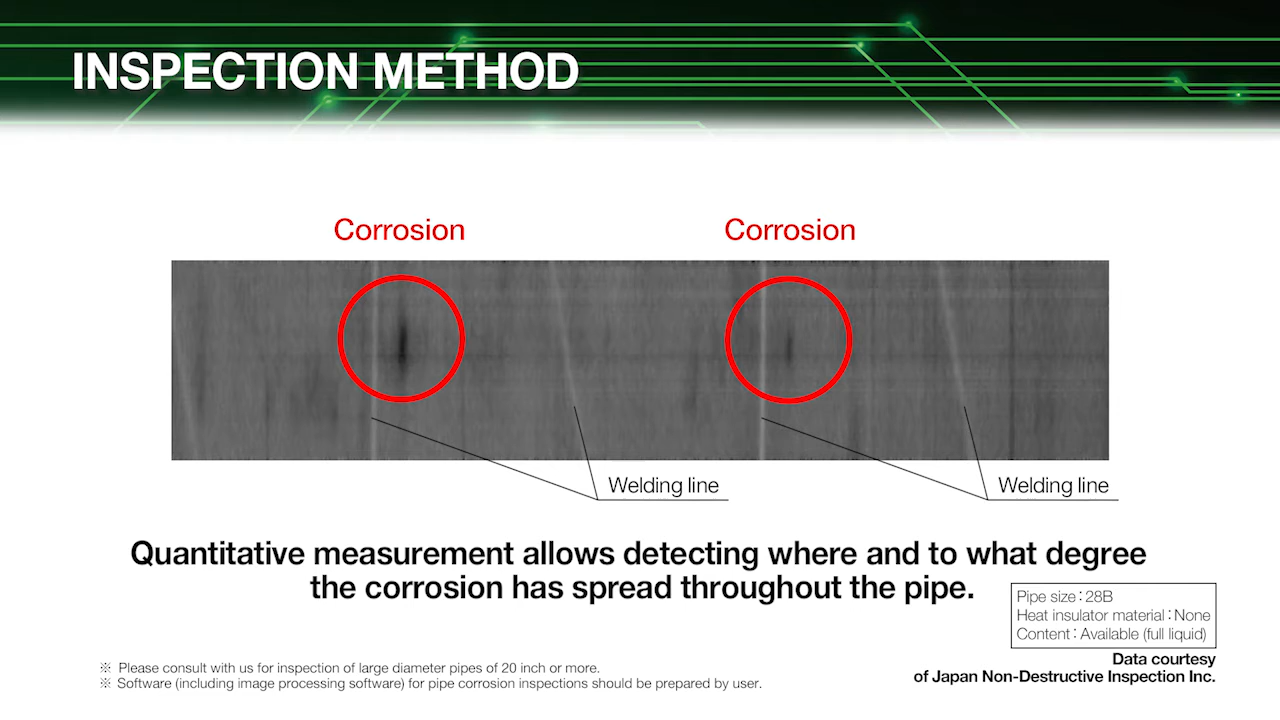 INSPECTION METHOD
Corrosion
Corrosion
Welding line
Welding line
Quantitative measurement allows detecting where and to what degree
the corrosion has spread throughout the pipe.
Pipe size：28B
Heat insulator material：None
Content：Available (full liquid)
※ Please consult with us for inspection of large diameter pipes of 20 inch or more.
※ Software (including image processing software) for pipe corrosion inspections should be prepared by user.
Data courtesy
of Japan Non-Destructive Inspection Inc.